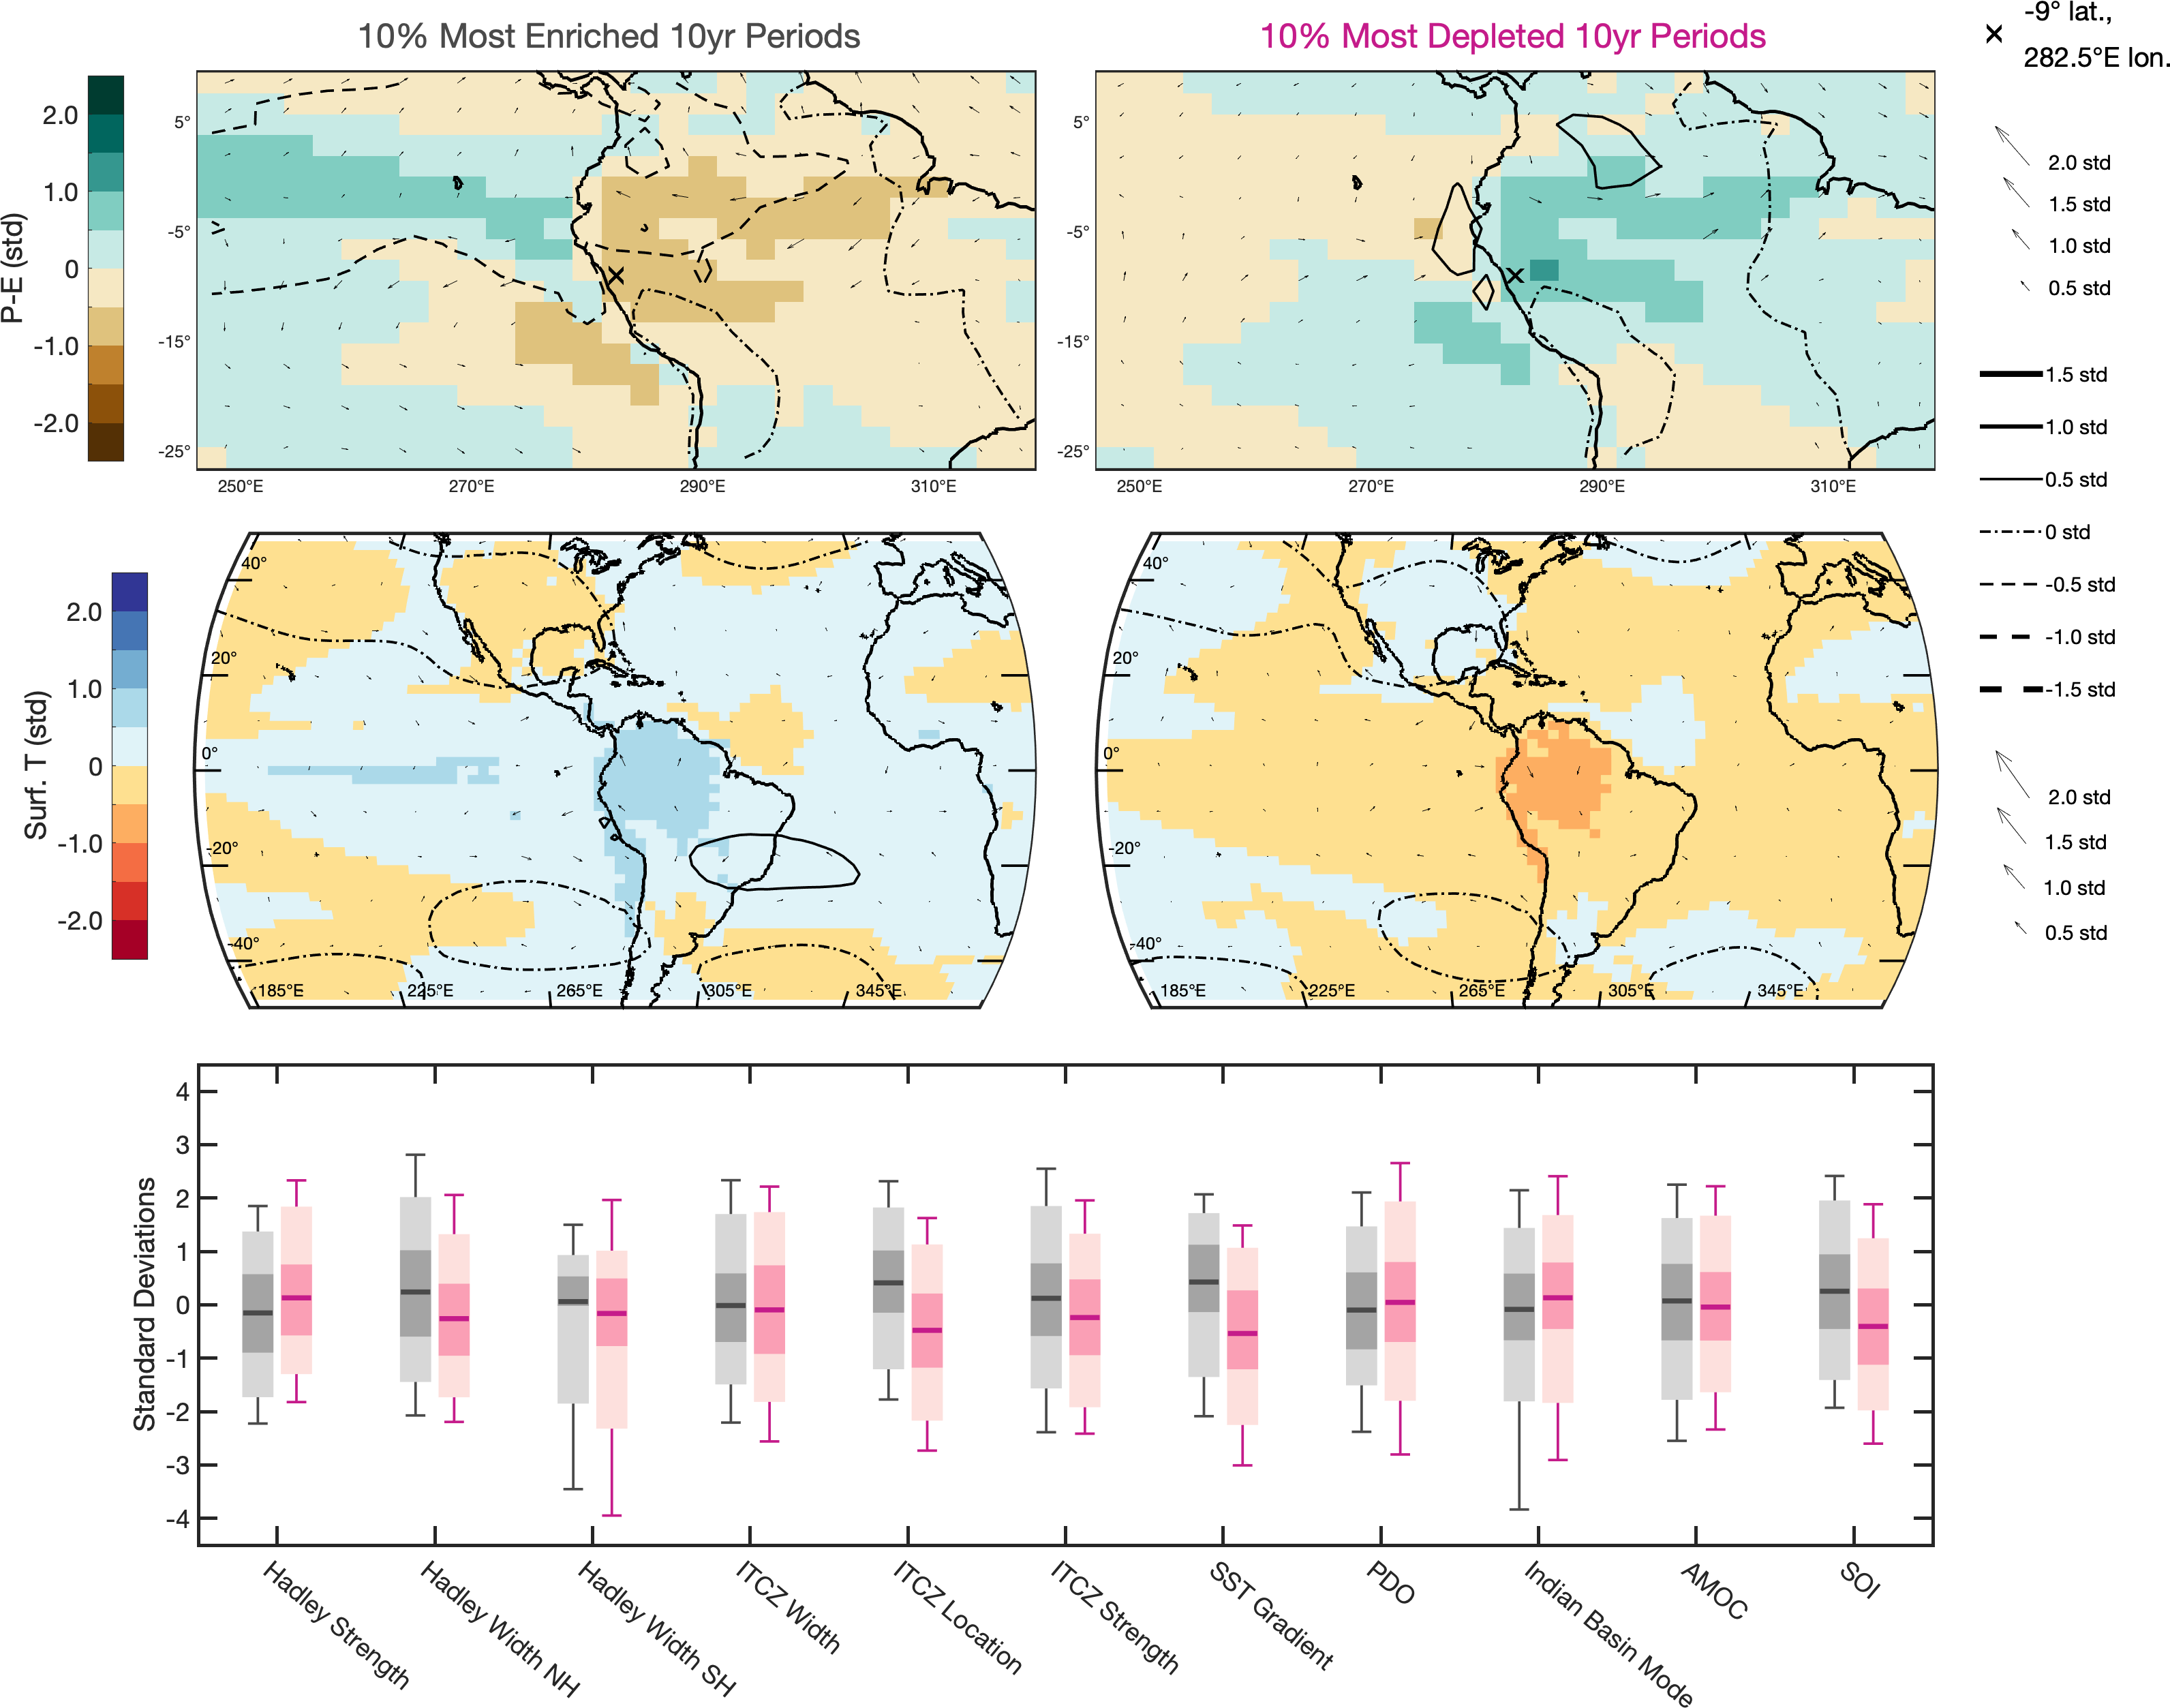 10% Most Enriched 10yr Periods
10% Most Depleted 10yr Periods
-9° lat.,
282.5°E lon.
P-E (std)
2.0
1.0
0
-1.0
-2.0
5°
-5°
-15°
-25°
250°E
270°E
290°E
310°E
5°
-5°
-15°
-25°
250°E
270°E
290°E
310°E
2.0 std
1.5 std
1.0 std
0.5 std
1.5 std
1.0 std
0.5 std
0 std
-0.5 std
-1.0 std
-1.5 std
Surf. T (std)
2.0
1.0
0
-1.0
-2.0
40°
20°
0°
-20°
-40°
185°E
225°E
265°E
305°E
345°E
40°
20°
0°
-20°
-40°
185°E
225°E
265°E
305°E
345°E
2.0 std
1.5 std
1.0 std
0.5 std
Standard Deviations
4
3
2
1
0
-1
-2
-3
-4
Hadley Strength
Hadley Width NH
Hadley Width SH
ITCZ Width
ITCZ Location
ITCZ Strength
SST Gradient
PDO
Indian Basin Mode
AMOC
SOI